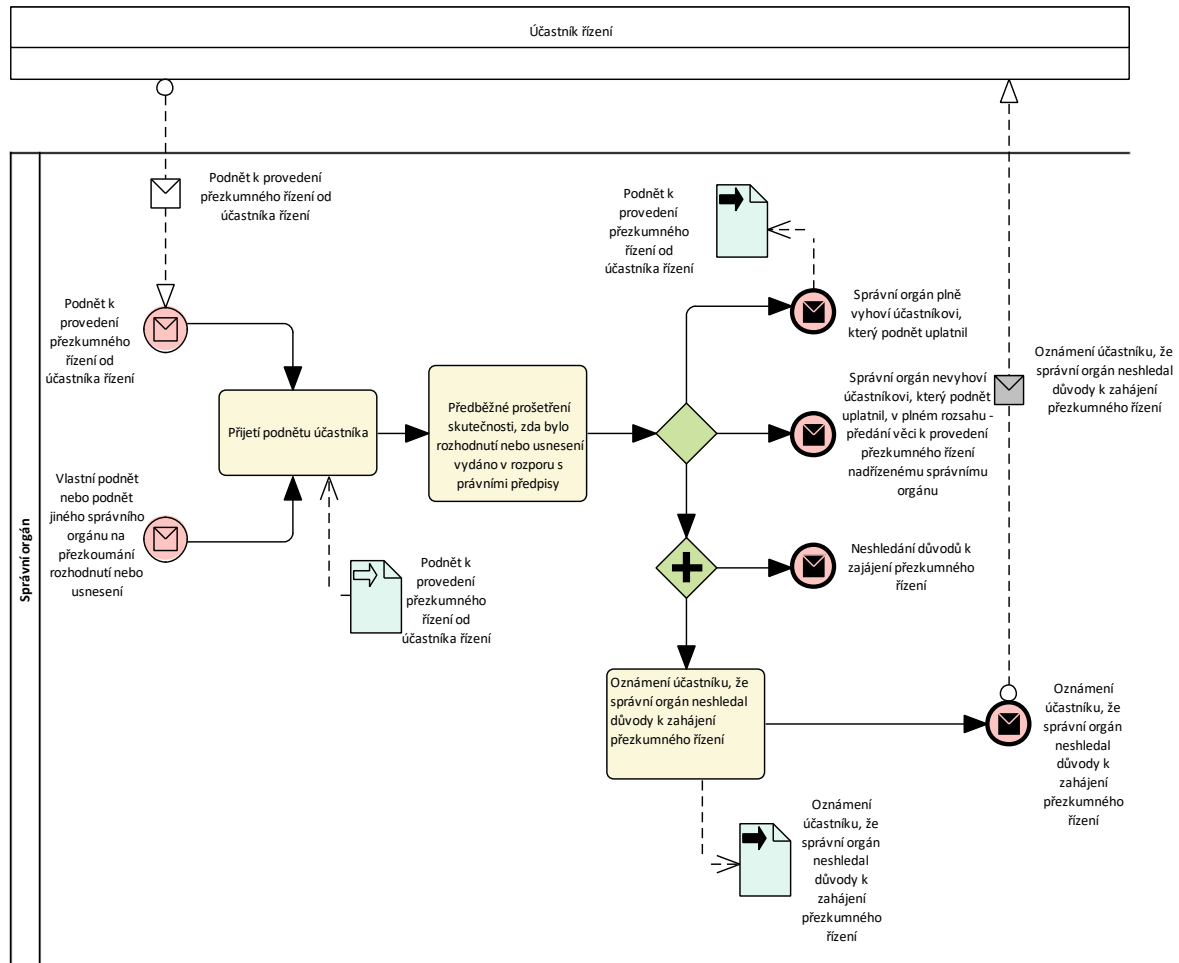 Účastník řízení
Podnět k provedení
přezkumného řízení od
účastníka řízení
Podnět k
provedení
přezkumného
řízení od
účastníka řízení
Podnět k
provedení
přezkumného
řízení od
účastníka řízení
Správní orgán plně
vyhoví účastníkovi,
který podnět uplatnil
Oznámení účastníku, že
správní orgán neshledal
důvody k zahájení
přezkumného řízení
Správní orgán nevyhoví
účastníkovi, který podnět
uplatnil, v plném rozsahu -
předání věci k provedení
přezkumného řízení
nadřízenému správnímu
orgánu
Přijetí podnětu účastníka
Předběžné prošetření
skutečnosti, zda bylo
rozhodnutí nebo usnesení
vydáno v rozporu s
právními předpisy
Vlastní podnět
nebo podnět
jiného správního
orgánu na
přezkoumání
rozhodnutí nebo
usnesení
Správní orgán
Podnět k
provedení
přezkumného
řízení od
účastníka řízení
Neshledání důvodů k
zajájení přezkumného
řízení
Oznámení účastníku, že
správní orgán neshledal
důvody k zahájení
přezkumného řízení
Oznámení
účastníku, že
správní orgán
neshledal
důvody k
zahájení
přezkumného
řízení
Oznámení
účastníku, že
správní orgán
neshledal
důvody k
zahájení
přezkumného
řízení